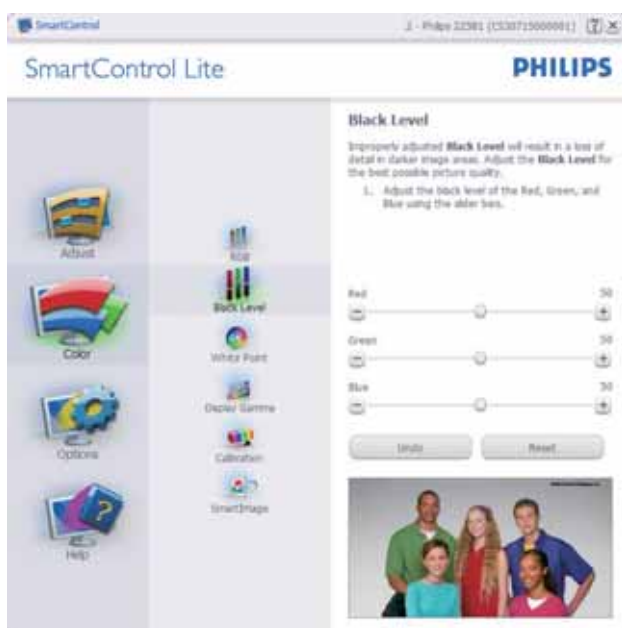 SmartControl
SmartControl Lite
PHILIPS
Adjust
Color
Options
Help
RGB
Black Level
White Point
Display Gamma
Calibration
SmartImage
Black Level
Improperly adjusted Black Level will result in a loss of
detail in darker image areas. Adjust the Black Level for
the best possible picture quality.
1. Adjust the black level of the Red, Green, and
Blue using the slider bars.
Red 50
Green 50
Blue 50
Undo Reset